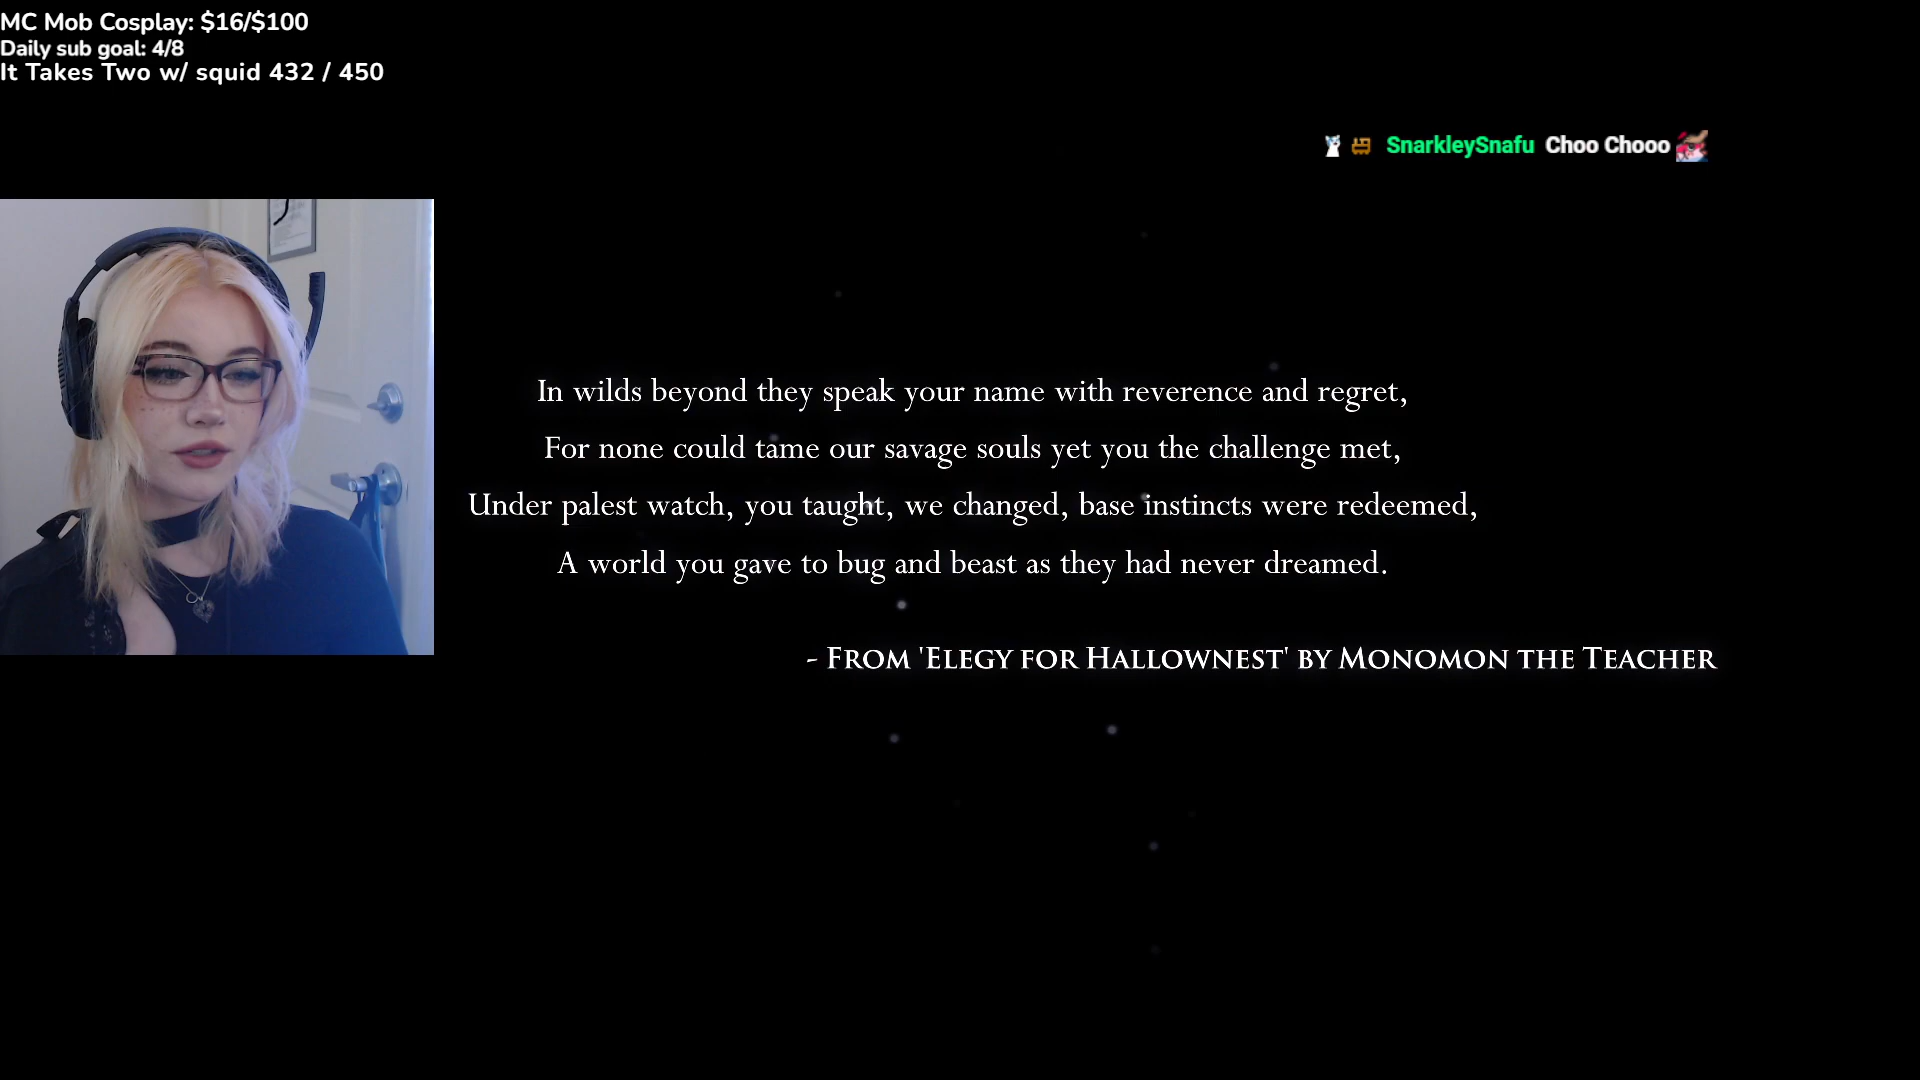 MC Mob Cosplay: $16/$100
Daily sub goal: 4/8
It Takes Two w/ squid 432 / 450
SnarkleySnafu Choo Chooo
In wilds beyond they speak your name with reverence and regret,
For none could tame our savage souls yet you the challenge met,
Under palest watch, you taught, we changed, base instincts were redeemed,
A world you gave to bug and beast as they had never dreamed.
- From 'Elegy for Hallownest' by Monomon the Teacher